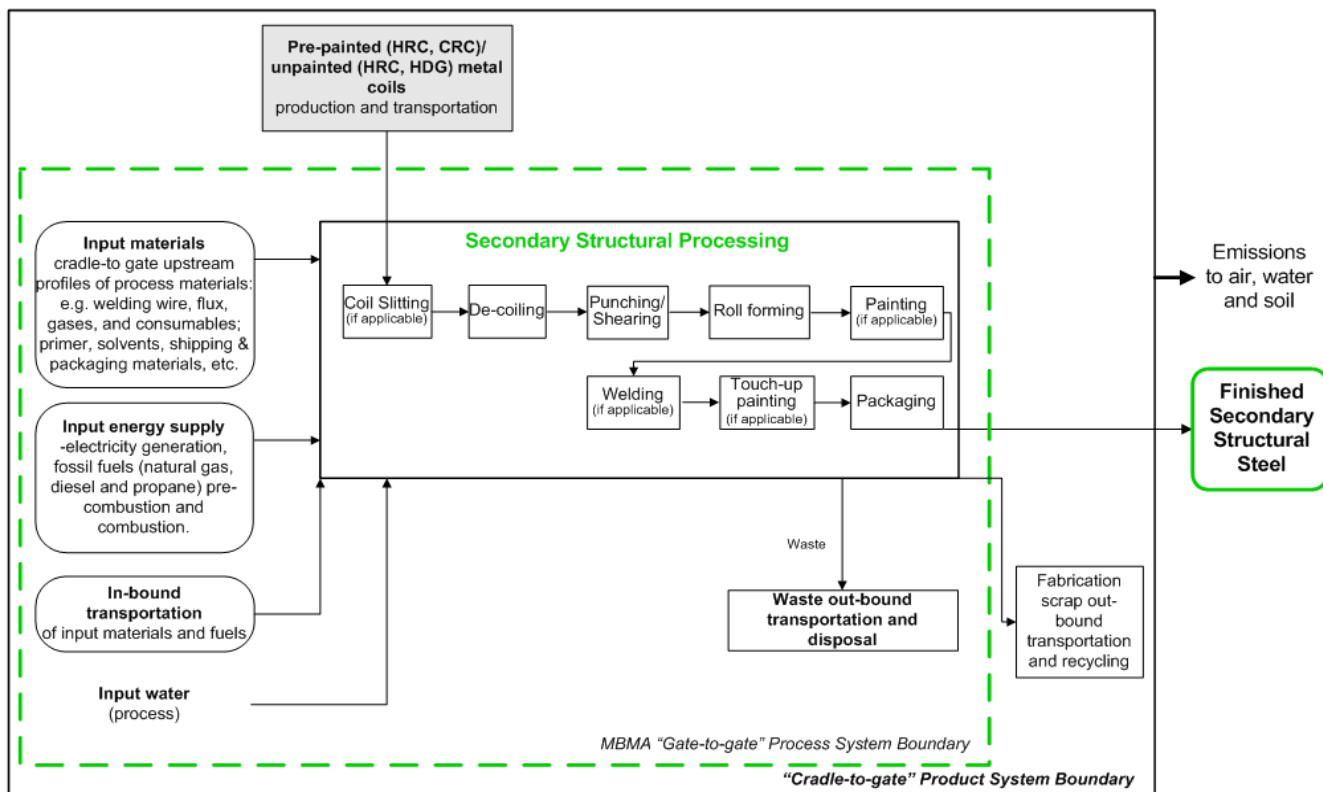 Pre-painted (HRC, CRC)/
unpainted (HRC, HDG) metal
coils
production and transportation
Input materials
cradle-to gate upstream
profiles of process materials:
e.g. welding wire, flux,
gases, and consumables;
primer, solvents, shipping &
packaging materials, etc.
Input energy supply
-electricity generation,
fossil fuels (natural gas,
diesel and propane) pre-
combustion and
combustion.
In-bound
transportation
of input materials and fuels
Input water
(process)
Secondary Structural Processing
Coil Slitting
(if applicable)
De-coiling
Punching/
Shearing
Roll forming
Painting
(if applicable)
Welding
(if applicable)
Touch-up
painting
(if applicable)
Packaging
Waste
Waste out-bound
transportation and
disposal
Fabrication
scrap out-
bound
transportation
and recycling
Emissions
to air, water
and soil
Finished
Secondary
Structural
Steel
MBMA “Gate-to-gate” Process System Boundary
“Cradle-to-gate” Product System Boundary